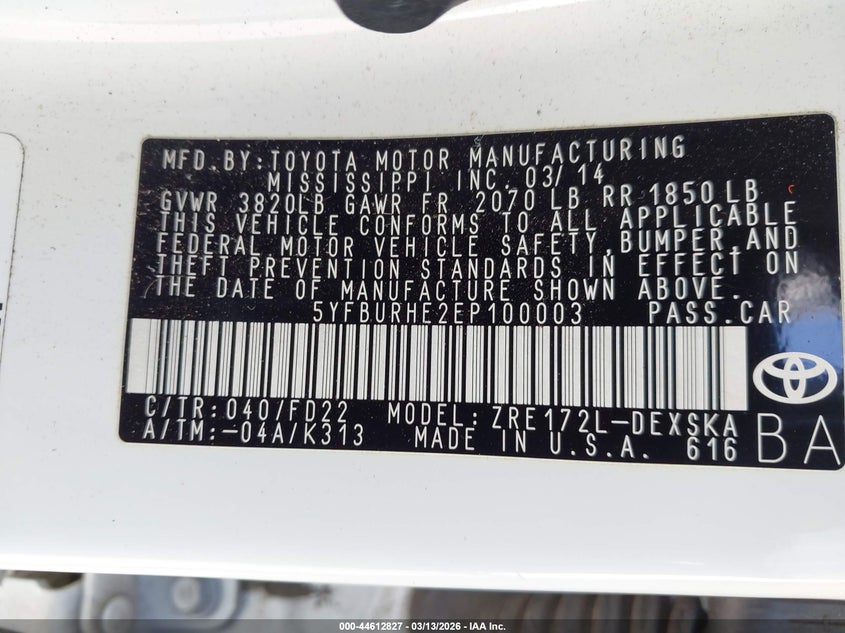 MFD. BY: TOYOTA MOTOR MANUFACTURING
MISSISSIPPI INC. 03/14
GVWR 3820LB GAWR FR 2070 LB RR 1850 LB
THIS VEHICLE CONFORMS TO ALL APPLICABLE
FEDERAL MOTOR VEHICLE SAFETY, BUMPER, AND
THEFT PREVENTION STANDARDS IN EFFECT ON
THE DATE OF MANUFACTURE SHOWN ABOVE.
5YFBURHE2EP100003 PASS. CAR
C/TR: 040/FD22 MODEL: ZRE172L-DEXSKA
A/TM: -04A/K313 MADE IN U.S.A. 616
BA
000-44612827 - 03/13/2026 - IAA Inc.